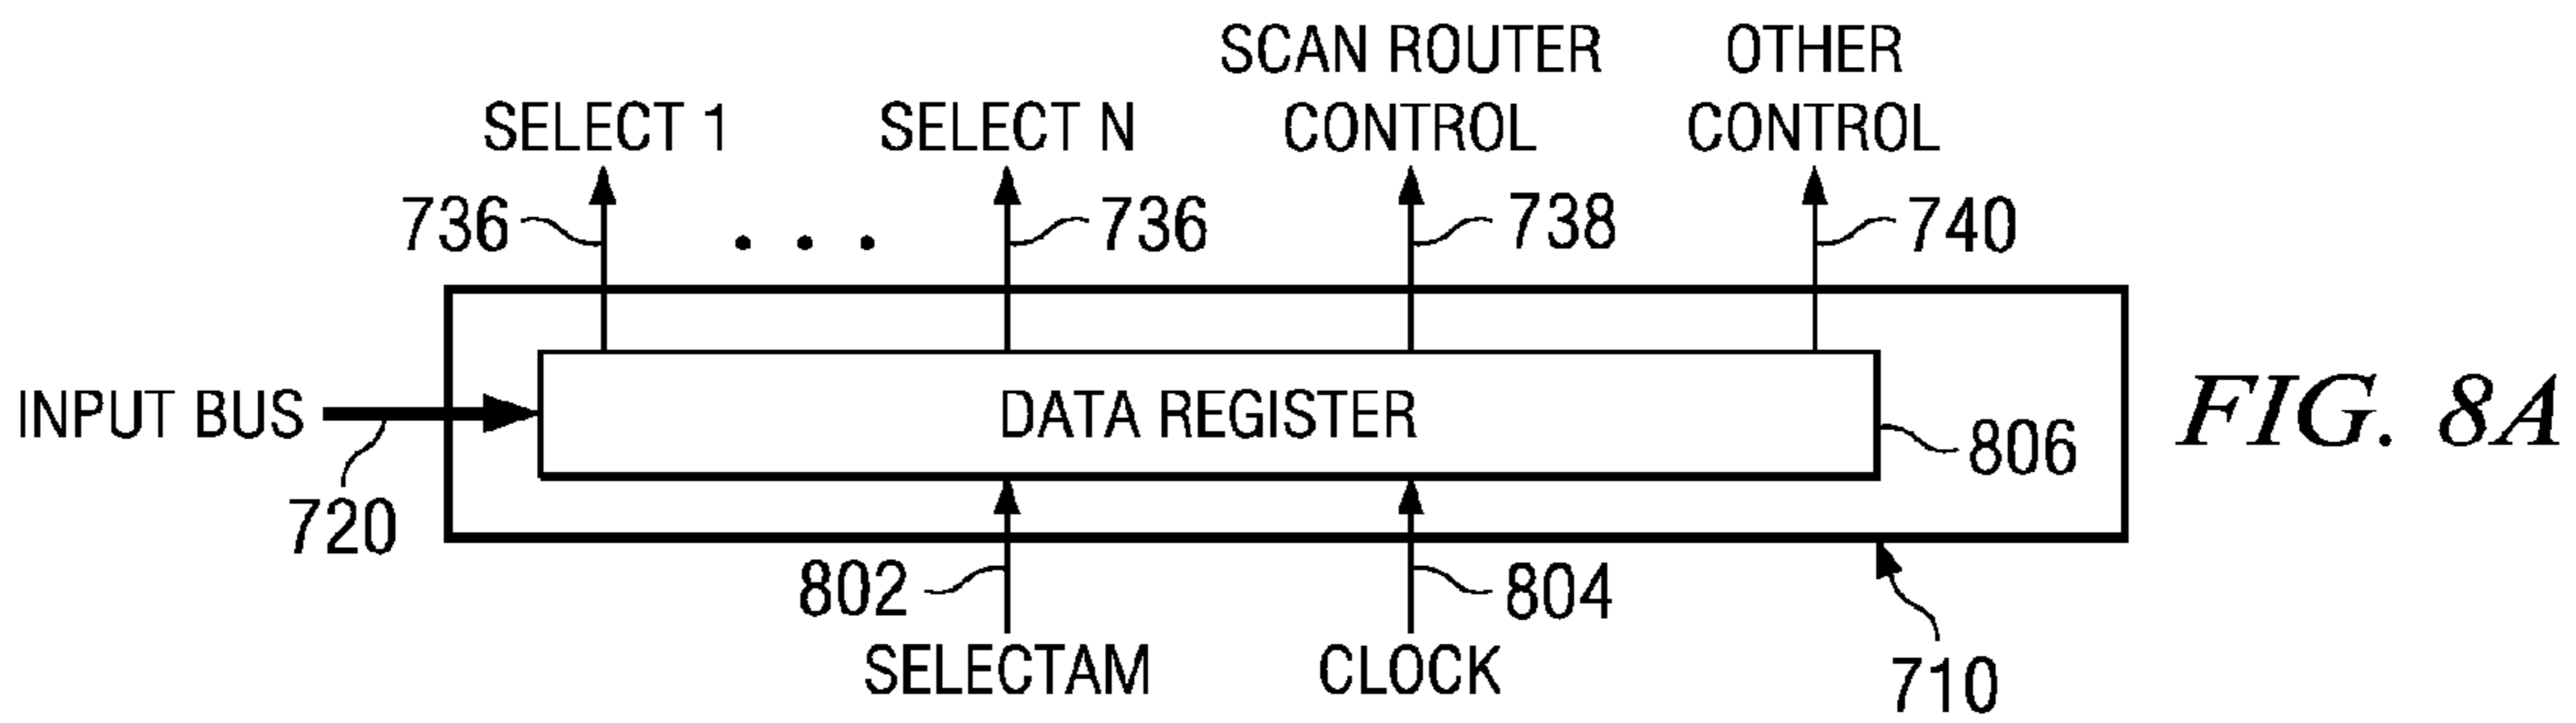 SCAN ROUTER
OTHER
SELECT 1
SELECT N
CONTROL
CONTROL
736
736
738
740
INPUT BUS
DATA REGISTER
806
FIG. 8A
720
802
804
SELECTAM
CLOCK
710